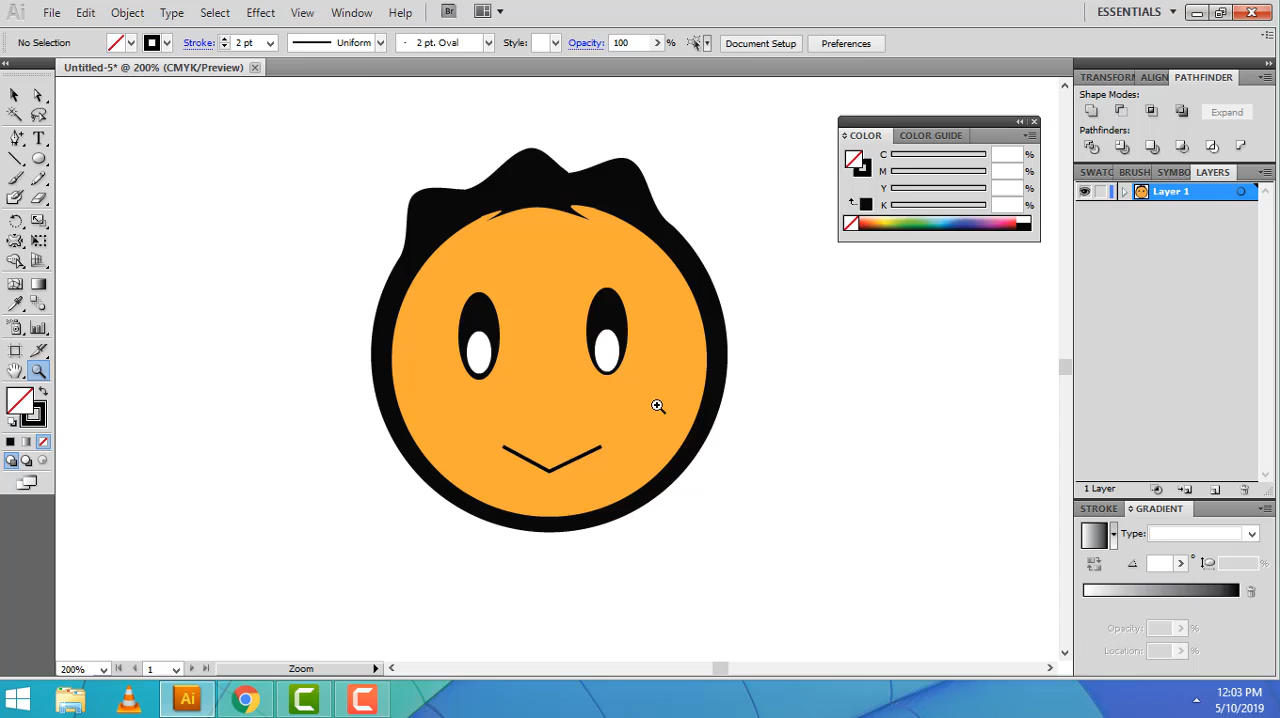 Ai File Edit Object Type Select Effect View Window Help Br ESSENTIALS
No Selection Stroke: 2 pt Uniform 2 pt. Oval Style: Opacity: 100 % Document Setup Preferences
Untitled-5* @ 200% (CMYK/Preview)
TRANSFORM ALIGN PATHFINDER
Shape Modes:
Expand
Pathfinders:
COLOR COLOR GUIDE
C %
M %
Y %
K %
SWATC BRUSH SYMBO LAYERS
Layer 1
1 Layer
STROKE GRADIENT
Type:
° %
Opacity: %
Location: %
200% 1 Zoom
Ai
12:03 PM
5/10/2019